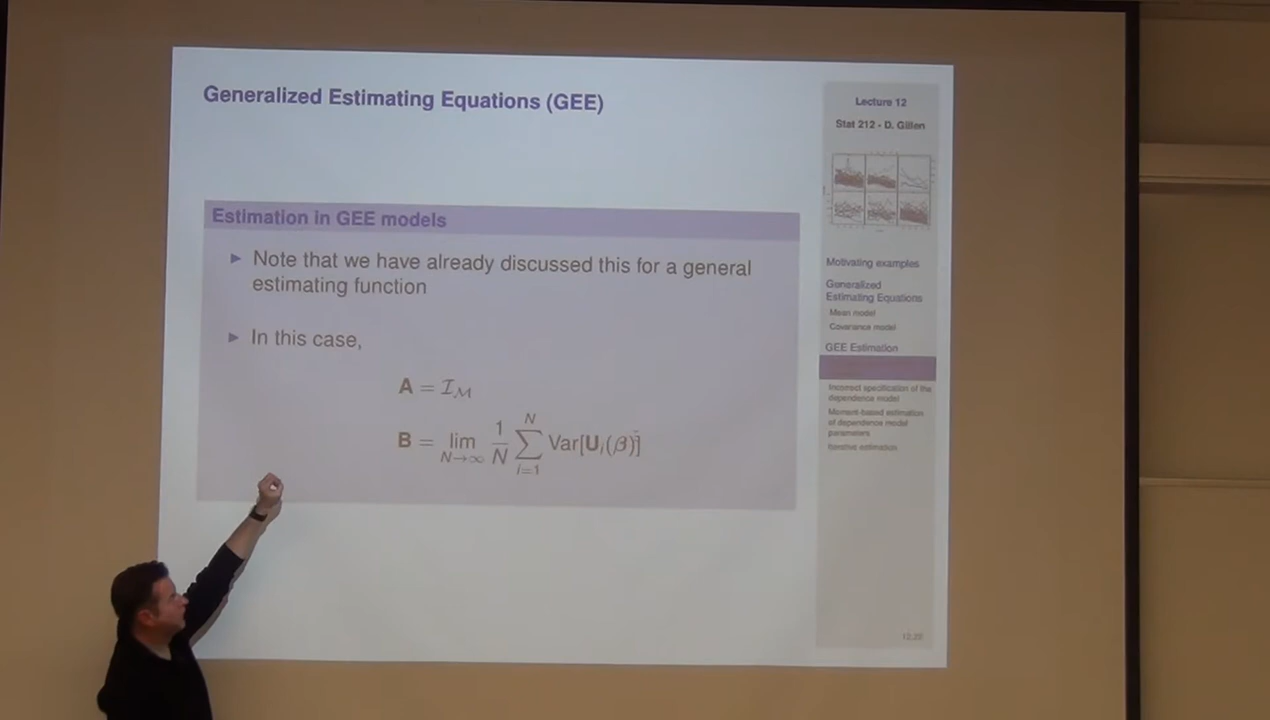 Generalized Estimating Equations (GEE)
Estimation in GEE models
► Note that we have already discussed this for a general
estimating function
► In this case,
A = 𝓘_𝓜
B = lim_{N→∞} 1/N ∑_{i=1}^{N} Var[U_i(β)]
Lecture 12
Stat 212 - D. Gillen
Motivating examples
Generalized
Estimating Equations
Mean model
Covariance model
GEE Estimation
Incorrect specification of the
dependence model
Moment-based estimation
of dependence model
parameters
Iterative estimation